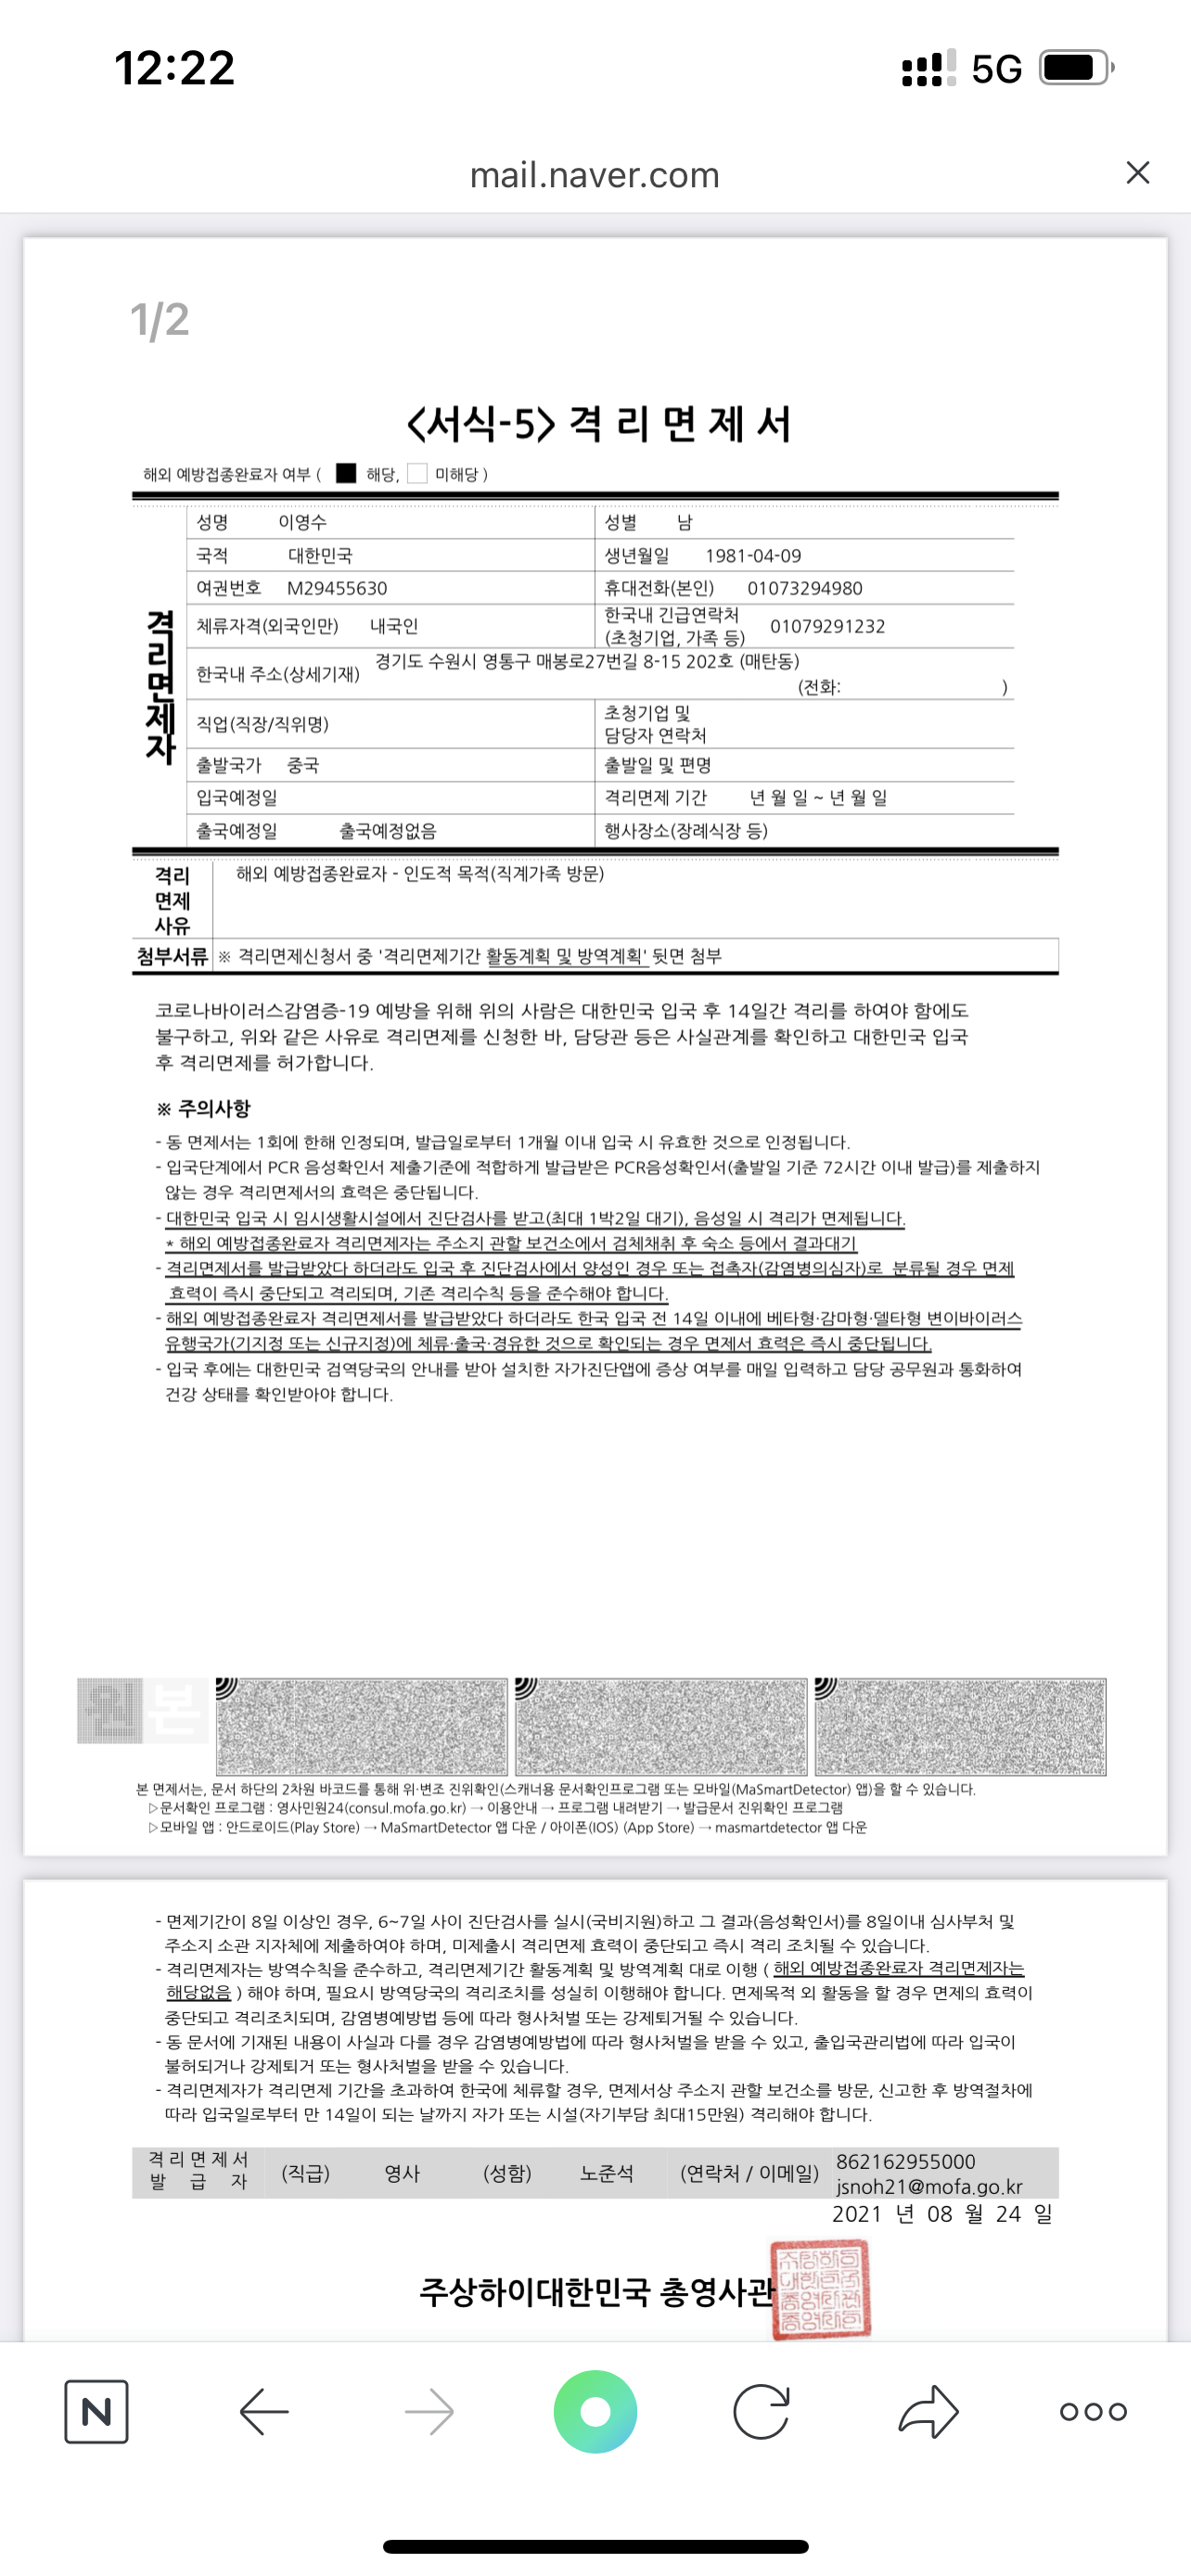 12:22
5G
mail.naver.com
1/2
<서식-5> 격 리 면 제 서
해외 예방접종완료자 여부 ( ■ 해당, □ 미해당 )
격리면제자
성명 이영수 성별 남
국적 대한민국 생년월일 1981-04-09
여권번호 M29455630 휴대전화(본인) 01073294980
체류자격(외국인만) 내국인 한국내 긴급연락처 (초청기업, 가족 등) 01079291232
한국내 주소(상세기재) 경기도 수원시 영통구 매봉로27번길 8-15 202호 (매탄동)
(전화: )
직업(직장/직위명) 초청기업 및 담당자 연락처
출발국가 중국 출발일 및 편명
입국예정일 격리면제 기간 년 월 일 ~ 년 월 일
출국예정일 출국예정없음 행사장소(장례식장 등)
격리 면제 사유 해외 예방접종완료자 - 인도적 목적(직계가족 방문)
첨부서류 ※ 격리면제신청서 중 '격리면제기간 활동계획 및 방역계획' 뒷면 첨부
코로나바이러스감염증-19 예방을 위해 위의 사람은 대한민국 입국 후 14일간 격리를 하여야 함에도
불구하고, 위와 같은 사유로 격리면제를 신청한 바, 담당관 등은 사실관계를 확인하고 대한민국 입국
후 격리면제를 허가합니다.
※ 주의사항
- 동 면제서는 1회에 한해 인정되며, 발급일로부터 1개월 이내 입국 시 유효한 것으로 인정됩니다.
- 입국단계에서 PCR 음성확인서 제출기준에 적합하게 발급받은 PCR음성확인서(출발일 기준 72시간 이내 발급)를 제출하지
않는 경우 격리면제서의 효력은 중단됩니다.
- 대한민국 입국 시 임시생활시설에서 진단검사를 받고(최대 1박2일 대기), 음성일 시 격리가 면제됩니다.
* 해외 예방접종완료자 격리면제자는 주소지 관할 보건소에서 검체채취 후 숙소 등에서 결과대기
- 격리면제서를 발급받았다 하더라도 입국 후 진단검사에서 양성인 경우 또는 접촉자(감염병의심자)로 분류될 경우 면제
효력이 즉시 중단되고 격리되며, 기존 격리수칙 등을 준수해야 합니다.
- 해외 예방접종완료자 격리면제서를 발급받았다 하더라도 한국 입국 전 14일 이내에 베타형·감마형·델타형 변이바이러스
유행국가(기지정 또는 신규지정)에 체류·출국·경유한 것으로 확인되는 경우 면제서 효력은 즉시 중단됩니다.
- 입국 후에는 대한민국 검역당국의 안내를 받아 설치한 자가진단앱에 증상 여부를 매일 입력하고 담당 공무원과 통화하여
건강 상태를 확인받아야 합니다.
원본
본 면제서는, 문서 하단의 2차원 바코드를 통해 위·변조 진위확인(스캐너용 문서확인프로그램 또는 모바일(MaSmartDetector) 앱)을 할 수 있습니다.
▷문서확인 프로그램 : 영사민원24(consul.mofa.go.kr) → 이용안내 → 프로그램 내려받기 → 발급문서 진위확인 프로그램
▷모바일 앱 : 안드로이드(Play Store) → MaSmartDetector 앱 다운 / 아이폰(IOS) (App Store) → masmartdetector 앱 다운
- 면제기간이 8일 이상인 경우, 6~7일 사이 진단검사를 실시(국비지원)하고 그 결과(음성확인서)를 8일이내 심사부처 및
주소지 소관 지자체에 제출하여야 하며, 미제출시 격리면제 효력이 중단되고 즉시 격리 조치될 수 있습니다.
- 격리면제자는 방역수칙을 준수하고, 격리면제기간 활동계획 및 방역계획 대로 이행 ( 해외 예방접종완료자 격리면제자는
해당없음 ) 해야 하며, 필요시 방역당국의 격리조치를 성실히 이행해야 합니다. 면제목적 외 활동을 할 경우 면제의 효력이
중단되고 격리조치되며, 감염병예방법 등에 따라 형사처벌 또는 강제퇴거될 수 있습니다.
- 동 문서에 기재된 내용이 사실과 다를 경우 감염병예방법에 따라 형사처벌을 받을 수 있고, 출입국관리법에 따라 입국이
불허되거나 강제퇴거 또는 형사처벌을 받을 수 있습니다.
- 격리면제자가 격리면제 기간을 초과하여 한국에 체류할 경우, 면제서상 주소지 관할 보건소를 방문, 신고한 후 방역절차에
따라 입국일로부터 만 14일이 되는 날까지 자가 또는 시설(자기부담 최대15만원) 격리해야 합니다.
격 리 면 제 서 발 급 자 (직급) 영사 (성함) 노준석 (연락처 / 이메일) 862162955000
jsnoh21@mofa.go.kr
2021 년 08 월 24 일
주상하이대한민국 총영사관
N